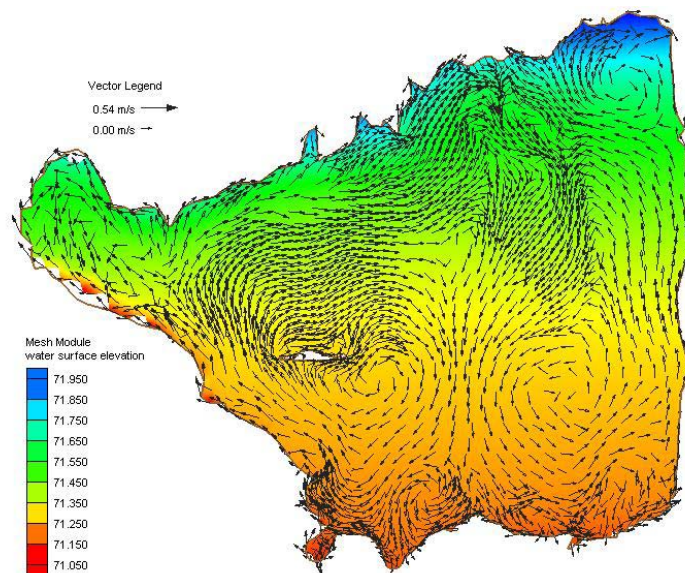 Vector Legend
0.54 m/s
0.00 m/s
Mesh Module
water surface elevation
71.950
71.850
71.750
71.650
71.550
71.450
71.350
71.250
71.150
71.050